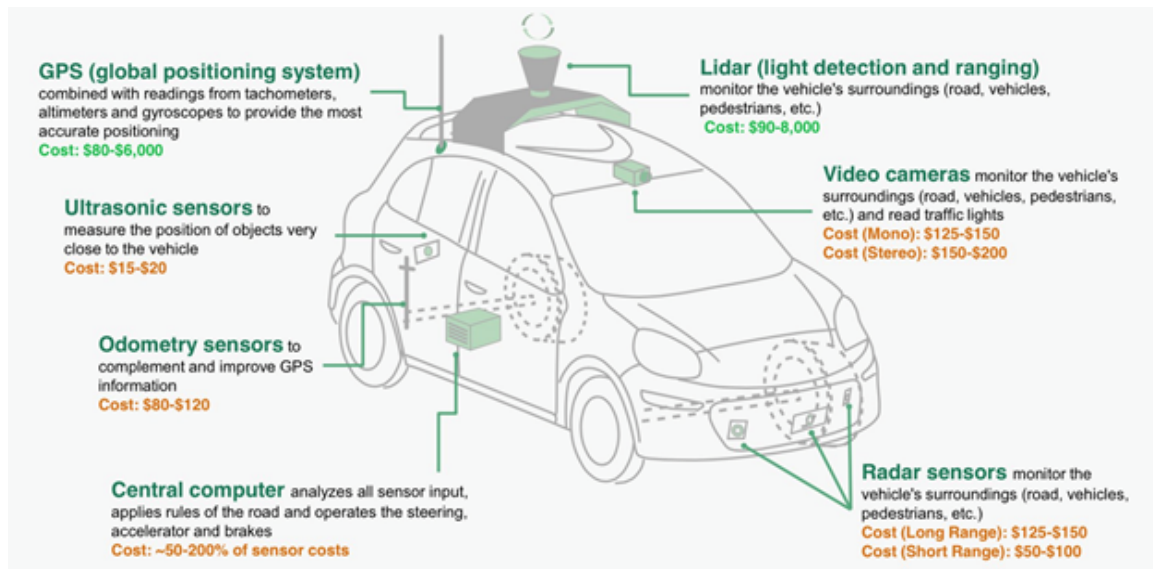 GPS (global positioning system)
combined with readings from tachometers,
altimeters and gyroscopes to provide the most
accurate positioning
Cost: $80-$6,000
Lidar (light detection and ranging)
monitor the vehicle's surroundings (road, vehicles,
pedestrians, etc.)
Cost: $90-8,000
Ultrasonic sensors to
measure the position of objects very
close to the vehicle
Cost: $15-$20
Video cameras monitor the vehicle's
surroundings (road, vehicles, pedestrians,
etc.) and read traffic lights
Cost (Mono): $125-$150
Cost (Stereo): $150-$200
Odometry sensors to
complement and improve GPS
information
Cost: $80-$120
Central computer analyzes all sensor input,
applies rules of the road and operates the steering,
accelerator and brakes
Cost: ~50-200% of sensor costs
Radar sensors monitor the
vehicle's surroundings (road, vehicles,
pedestrians, etc.)
Cost (Long Range): $125-$150
Cost (Short Range): $50-$100